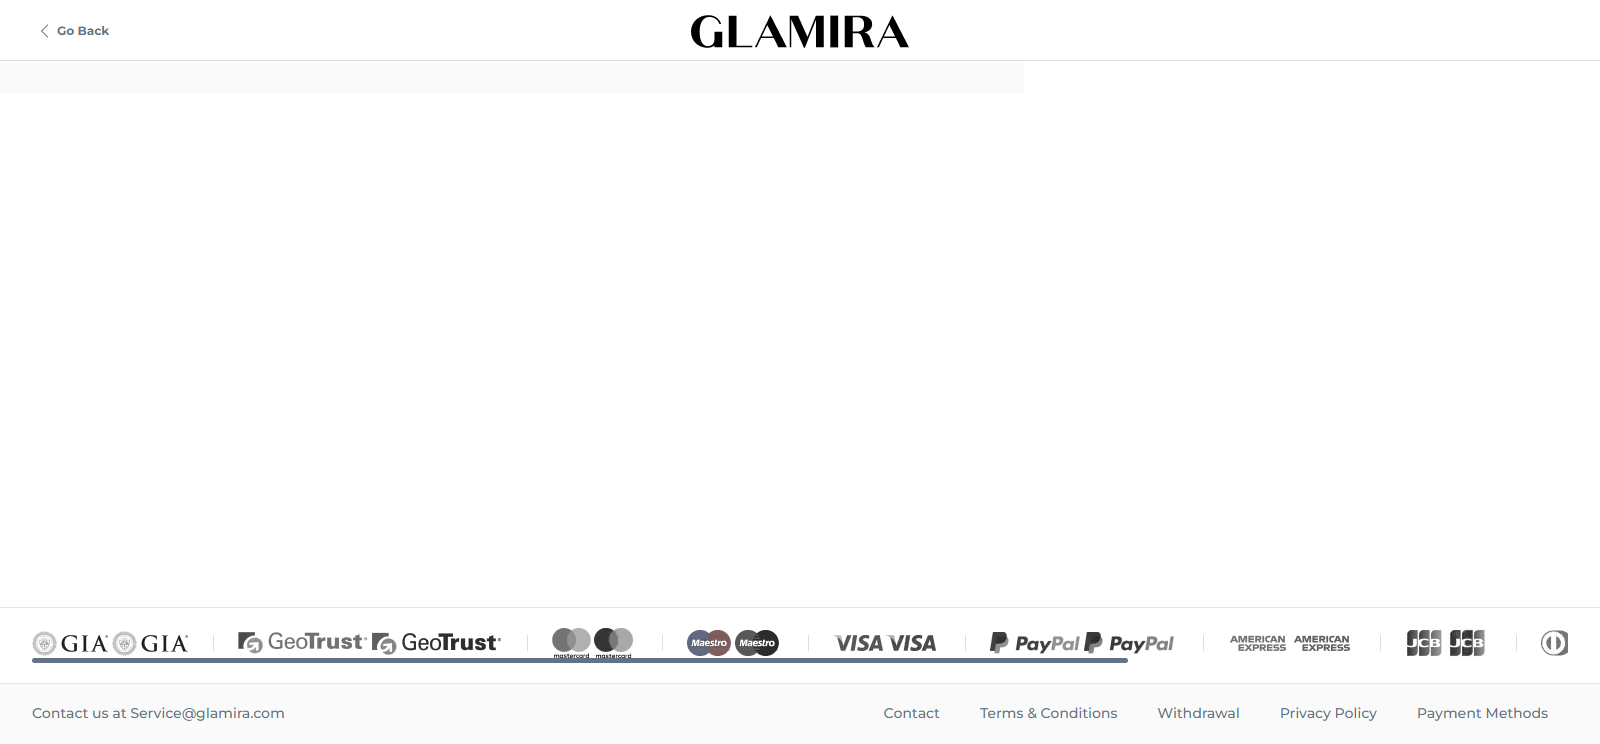 Go Back
GLAMIRA
GIA GIA GeoTrust GeoTrust mastercard mastercard Maestro Maestro VISA VISA PayPal PayPal AMERICAN EXPRESS AMERICAN EXPRESS JCB JCB
Contact us at Service@glamira.com Contact Terms & Conditions Withdrawal Privacy Policy Payment Methods